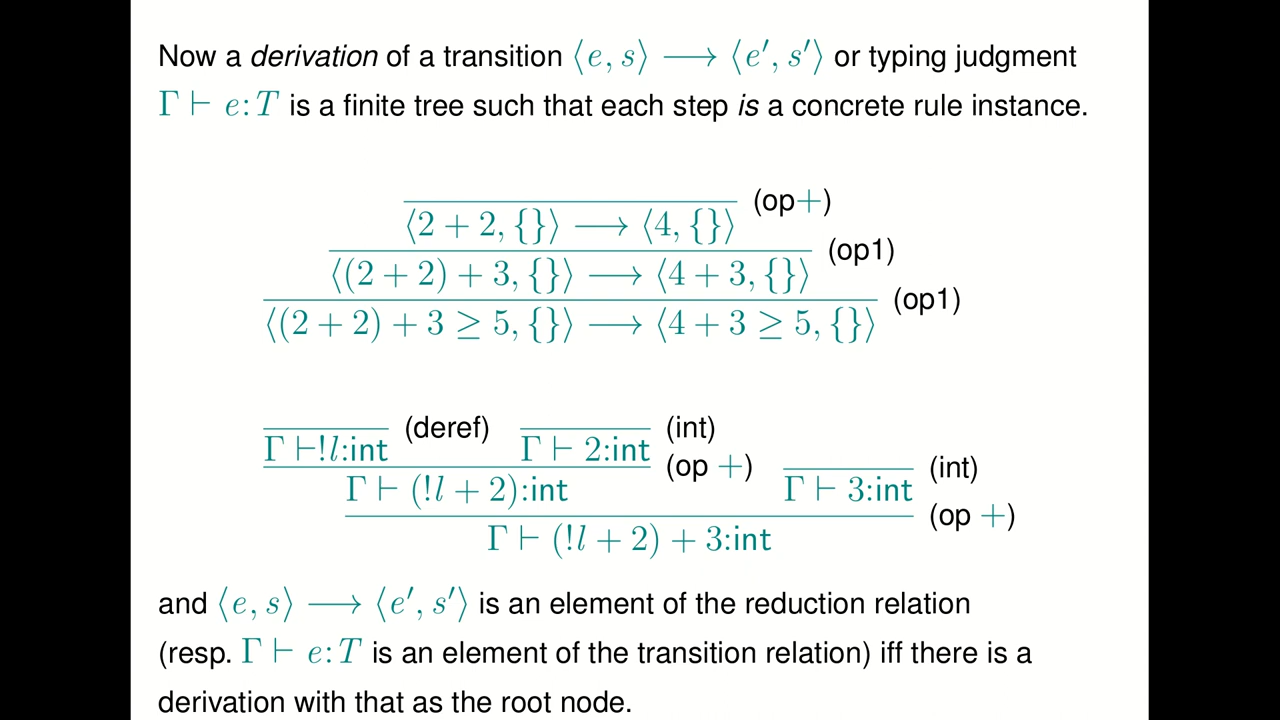 Now a derivation of a transition ⟨e, s⟩ ⟶ ⟨e′, s′⟩ or typing judgment
Γ ⊢ e:T is a finite tree such that each step is a concrete rule instance.
(op+)
⟨2 + 2, {}⟩ ⟶ ⟨4, {}⟩
(op1)
⟨(2 + 2) + 3, {}⟩ ⟶ ⟨4 + 3, {}⟩
(op1)
⟨(2 + 2) + 3 ≥ 5, {}⟩ ⟶ ⟨4 + 3 ≥ 5, {}⟩
(deref) (int)
Γ ⊢!l:int Γ ⊢ 2:int
(op +) (int)
Γ ⊢ (!l + 2):int Γ ⊢ 3:int
(op +)
Γ ⊢ (!l + 2) + 3:int
and ⟨e, s⟩ ⟶ ⟨e′, s′⟩ is an element of the reduction relation
(resp. Γ ⊢ e:T is an element of the transition relation) iff there is a
derivation with that as the root node.